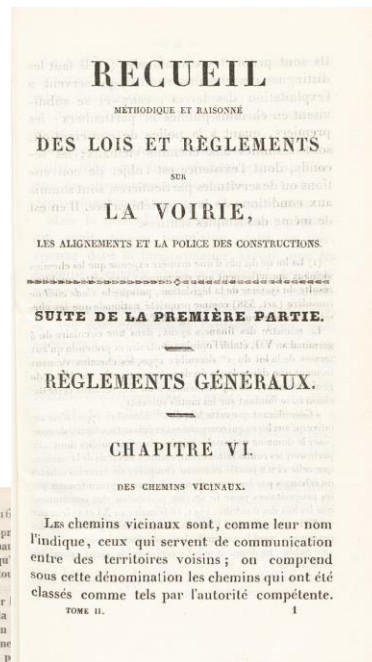 RECUEIL
MÉTHODIQUE ET RAISONNÉ
DES LOIS ET RÈGLEMENTS
SUR
LA VOIRIE,
LES ALIGNEMENTS ET LA POLICE DES CONSTRUCTIONS.
SUITE DE LA PREMIÈRE PARTIE.
RÈGLEMENTS GÉNÉRAUX.
CHAPITRE VI.
DES CHEMINS VICINAUX.
LES chemins vicinaux sont, comme leur nom
l'indique, ceux qui servent de communication
entre des territoires voisins ; on comprend
sous cette dénomination les chemins qui ont été
classés comme tels par l'autorité compétente.
TOME II. 1